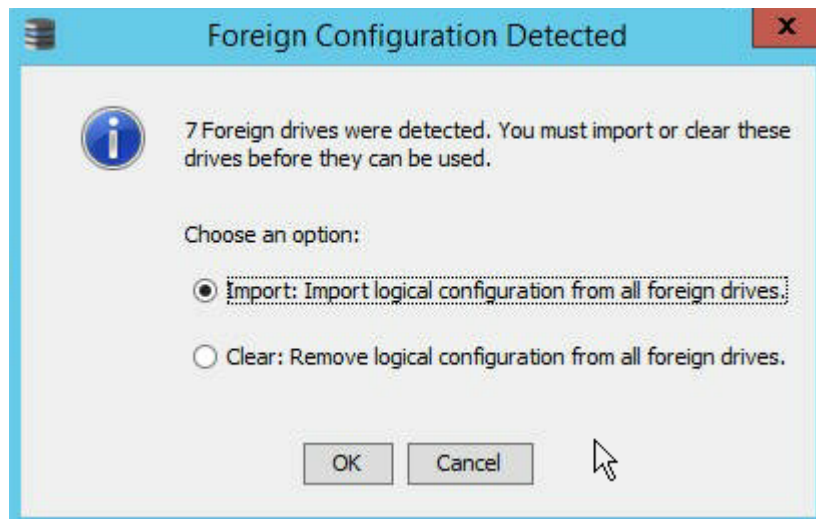 Foreign Configuration Detected
x
7 Foreign drives were detected. You must import or clear these
drives before they can be used.
Choose an option:
Import: Import logical configuration from all foreign drives.
Clear: Remove logical configuration from all foreign drives.
OK Cancel